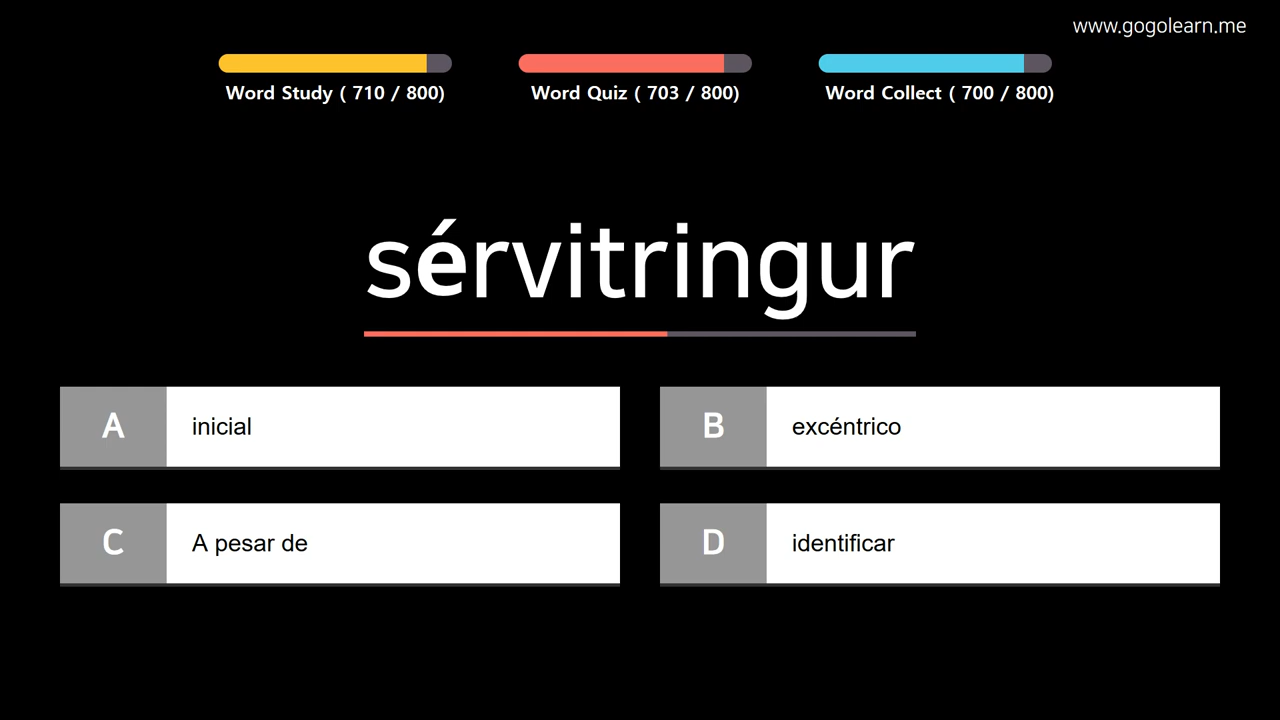 www.gogolearn.me
Word Study ( 710 / 800)
Word Quiz ( 703 / 800)
Word Collect ( 700 / 800)
sérvitringur
A inicial
B excéntrico
C A pesar de
D identificar